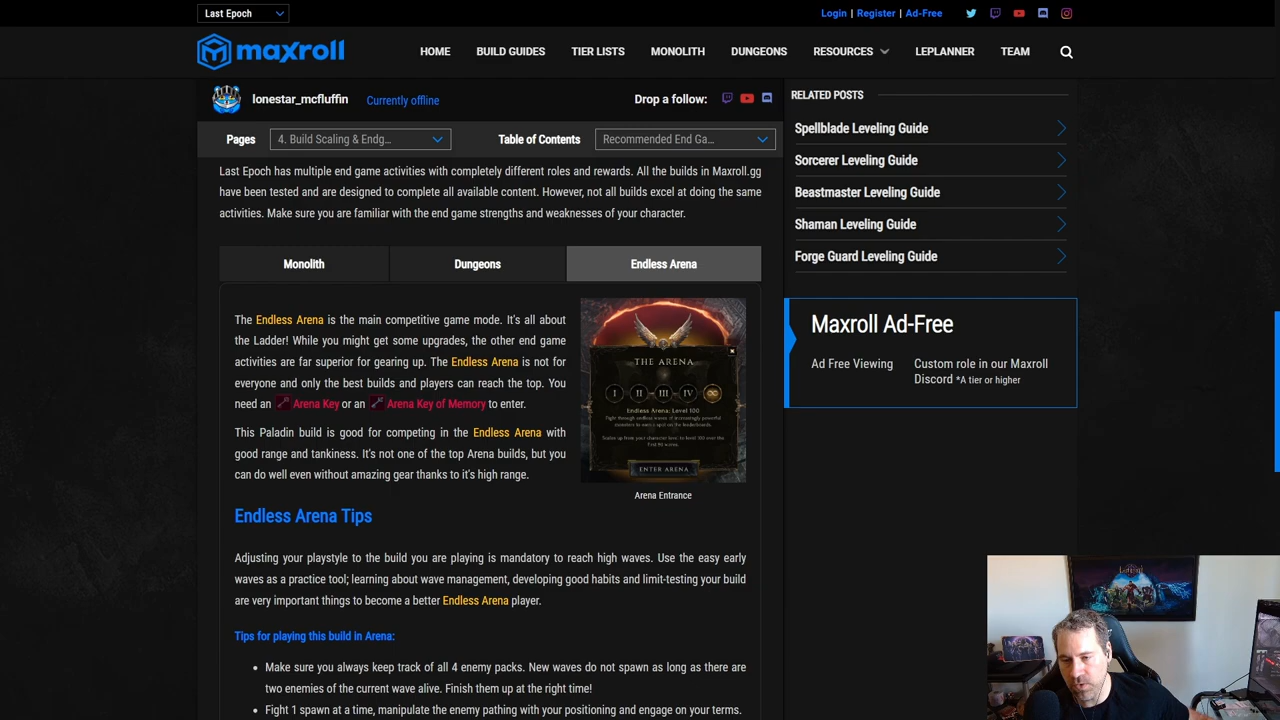 Last Epoch
Login | Register | Ad-Free
maxroll
HOME BUILD GUIDES TIER LISTS MONOLITH DUNGEONS RESOURCES LEPLANNER TEAM
lonestar_mcfluffin Currently offline Drop a follow:
Pages 4. Build Scaling & Endg... Table of Contents Recommended End Ga...
Last Epoch has multiple end game activities with completely different roles and rewards. All the builds in Maxroll.gg
have been tested and are designed to complete all available content. However, not all builds excel at doing the same
activities. Make sure you are familiar with the end game strengths and weaknesses of your character.
Monolith Dungeons Endless Arena
The Endless Arena is the main competitive game mode. It's all about
the Ladder! While you might get some upgrades, the other end game
activities are far superior for gearing up. The Endless Arena is not for
everyone and only the best builds and players can reach the top. You
need an Arena Key or an Arena Key of Memory to enter.
This Paladin build is good for competing in the Endless Arena with
good range and tankiness. It's not one of the top Arena builds, but you
can do well even without amazing gear thanks to it's high range.
THE ARENA
I II III IV ∞
Endless Arena: Level 100
Fight through endless waves of increasingly powerful
ENTER ARENA
Arena Entrance
Endless Arena Tips
Adjusting your playstyle to the build you are playing is mandatory to reach high waves. Use the easy early
waves as a practice tool; learning about wave management, developing good habits and limit-testing your build
are very important things to become a better Endless Arena player.
Tips for playing this build in Arena:
• Make sure you always keep track of all 4 enemy packs. New waves do not spawn as long as there are
two enemies of the current wave alive. Finish them up at the right time!
• Fight 1 spawn at a time, manipulate the enemy pathing with your positioning and engage on your terms.
RELATED POSTS
Spellblade Leveling Guide
Sorcerer Leveling Guide
Beastmaster Leveling Guide
Shaman Leveling Guide
Forge Guard Leveling Guide
Maxroll Ad-Free
Ad Free Viewing Custom role in our Maxroll
Discord *A tier or higher